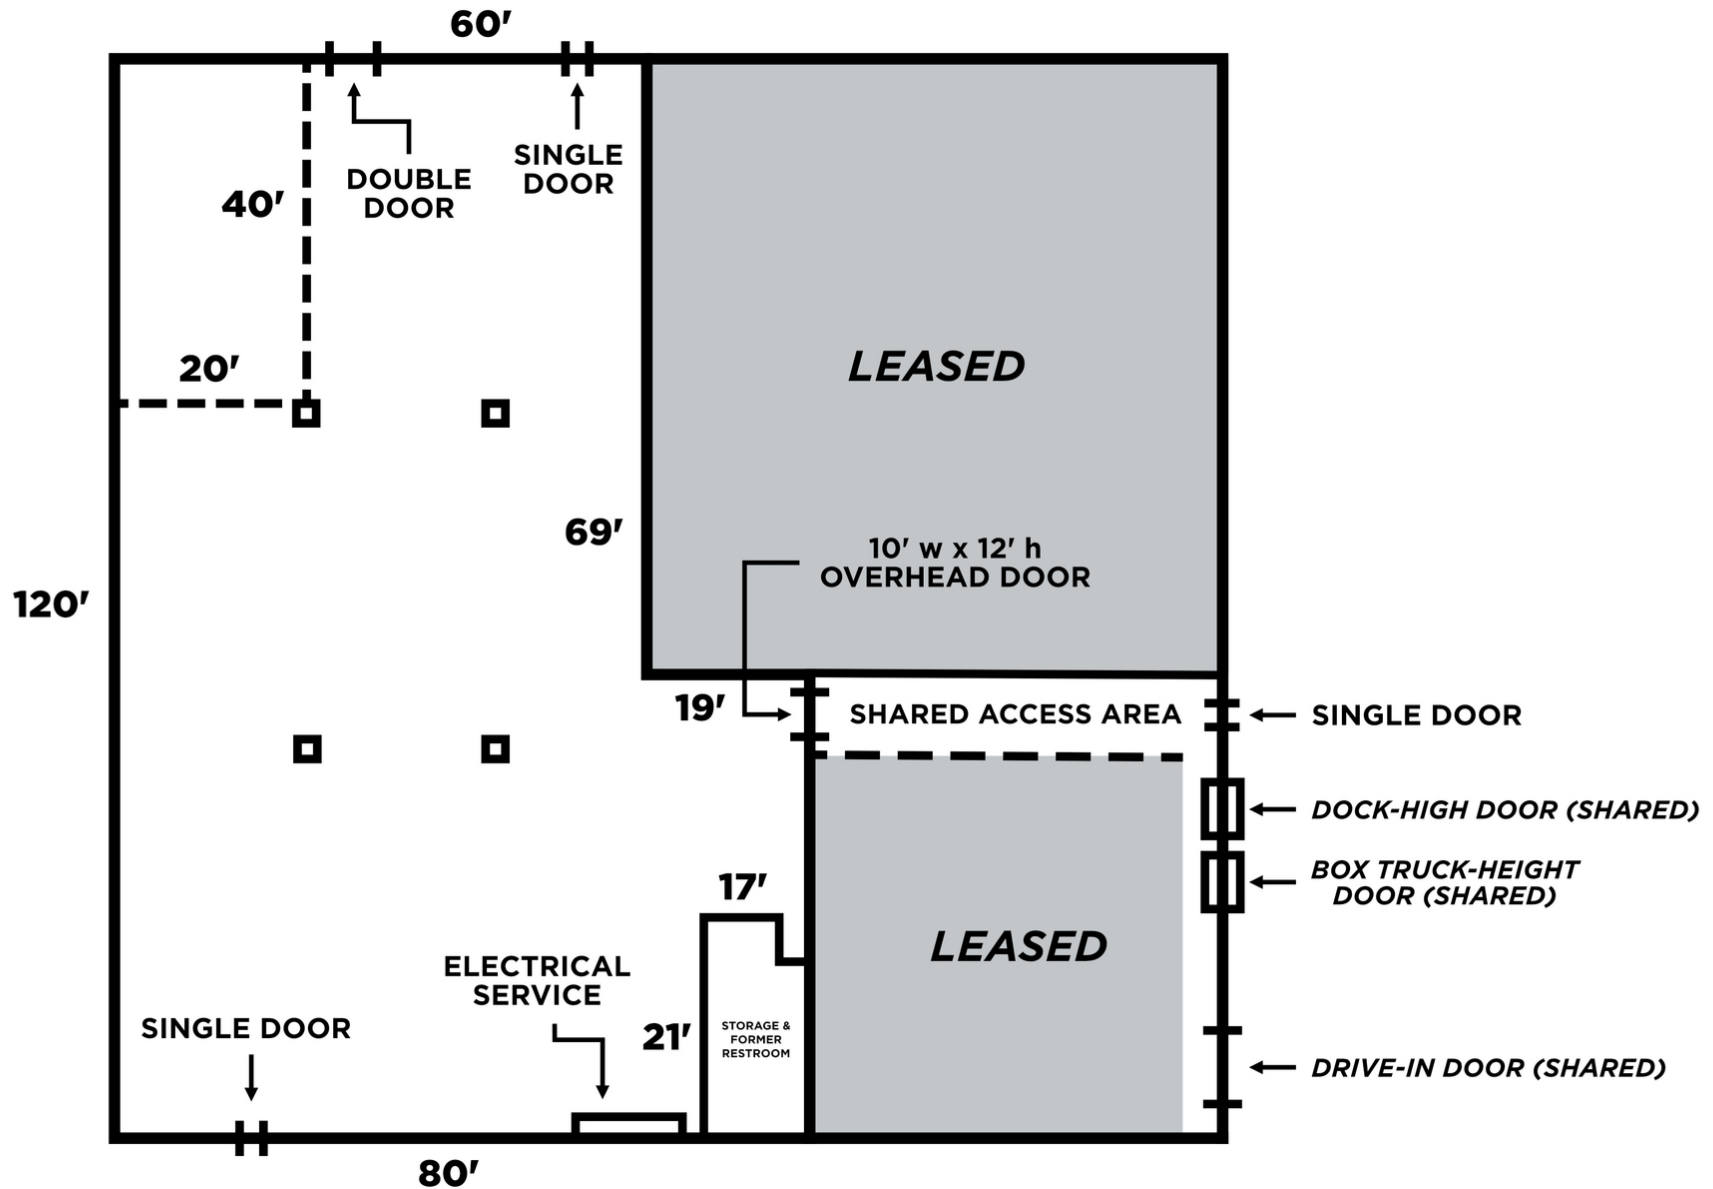 60'
SINGLE
DOOR
DOUBLE
DOOR
40'
20'
LEASED
69'
10' w x 12' h
OVERHEAD DOOR
120'
19'
SHARED ACCESS AREA
SINGLE DOOR
DOCK-HIGH DOOR (SHARED)
BOX TRUCK-HEIGHT
DOOR (SHARED)
17'
LEASED
ELECTRICAL
SERVICE
SINGLE DOOR
21'
STORAGE &
FORMER
RESTROOM
DRIVE-IN DOOR (SHARED)
80'